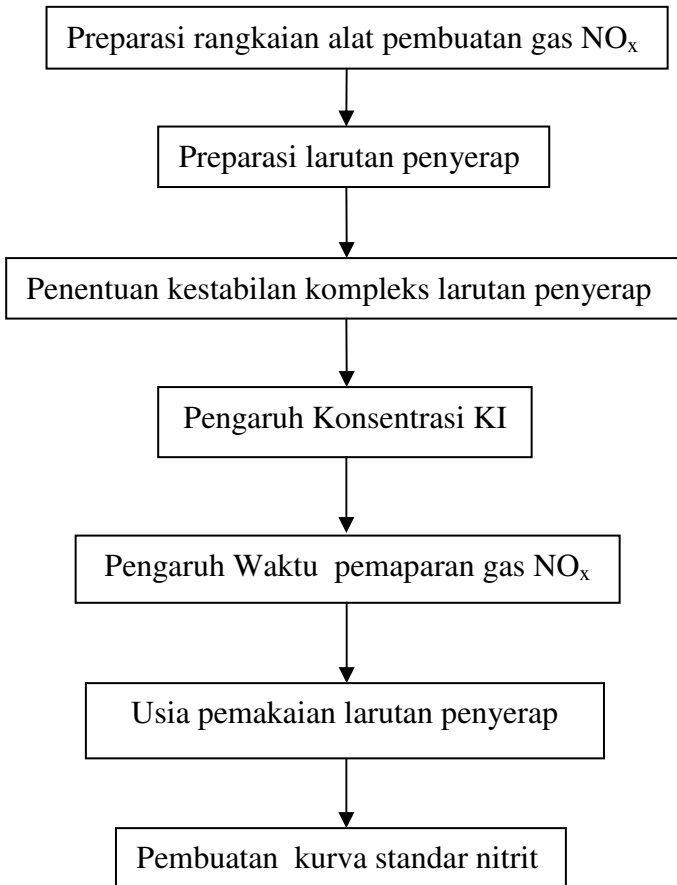 Preparasi rangkaian alat pembuatan gas NOₓ
Preparasi larutan penyerap
Penentuan kestabilan kompleks larutan penyerap
Pengaruh Konsentrasi KI
Pengaruh Waktu pemaparan gas NOₓ
Usia pemakaian larutan penyerap
Pembuatan kurva standar nitrit